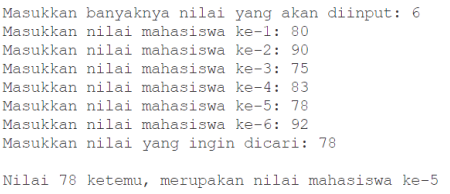 Masukkan banyaknya nilai yang akan diinput: 6
Masukkan nilai mahasiswa ke-1: 80
Masukkan nilai mahasiswa ke-2: 90
Masukkan nilai mahasiswa ke-3: 75
Masukkan nilai mahasiswa ke-4: 83
Masukkan nilai mahasiswa ke-5: 78
Masukkan nilai mahasiswa ke-6: 92
Masukkan nilai yang ingin dicari: 78
Nilai 78 ketemu, merupakan nilai mahasiswa ke-5